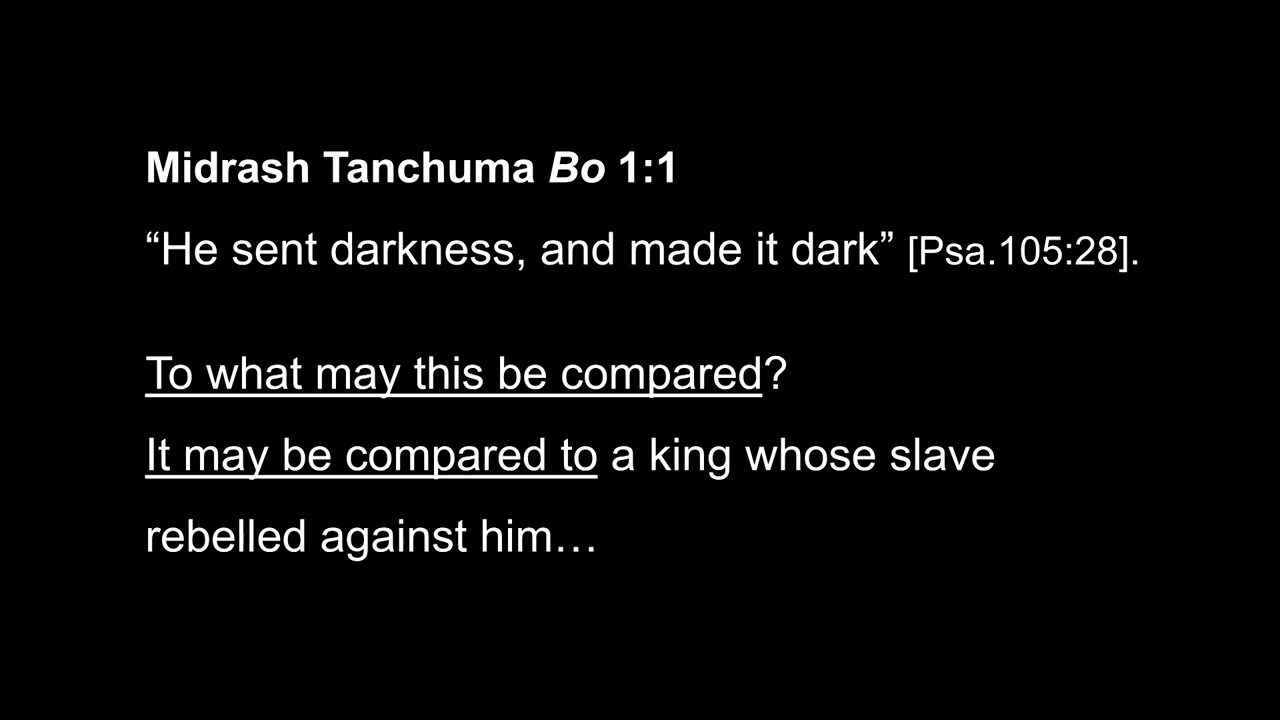 Midrash Tanchuma Bo 1:1
“He sent darkness, and made it dark” [Psa.105:28].
To what may this be compared?
It may be compared to a king whose slave
rebelled against him…